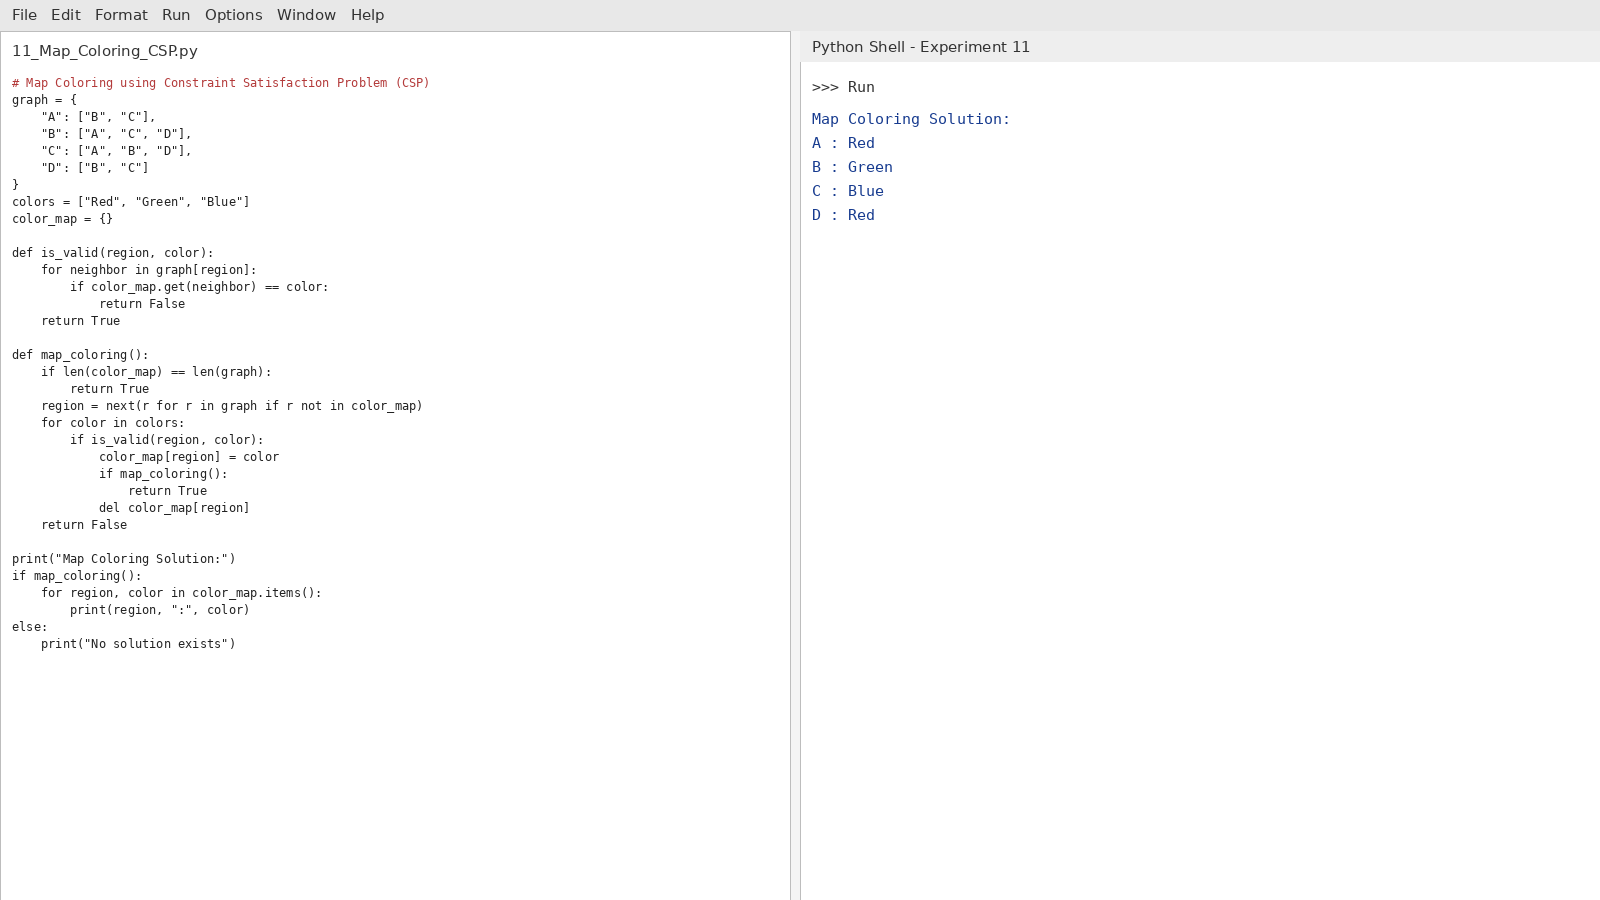 File Edit Format Run Options Window Help
11_Map_Coloring_CSP.py
# Map Coloring using Constraint Satisfaction Problem (CSP)
graph = {
    "A": ["B", "C"],
    "B": ["A", "C", "D"],
    "C": ["A", "B", "D"],
    "D": ["B", "C"]
}
colors = ["Red", "Green", "Blue"]
color_map = {}

def is_valid(region, color):
    for neighbor in graph[region]:
        if color_map.get(neighbor) == color:
            return False
    return True

def map_coloring():
    if len(color_map) == len(graph):
        return True
    region = next(r for r in graph if r not in color_map)
    for color in colors:
        if is_valid(region, color):
            color_map[region] = color
            if map_coloring():
                return True
            del color_map[region]
    return False

print("Map Coloring Solution:")
if map_coloring():
    for region, color in color_map.items():
        print(region, ":", color)
else:
    print("No solution exists")
Python Shell - Experiment 11
>>> Run
Map Coloring Solution:
A : Red
B : Green
C : Blue
D : Red